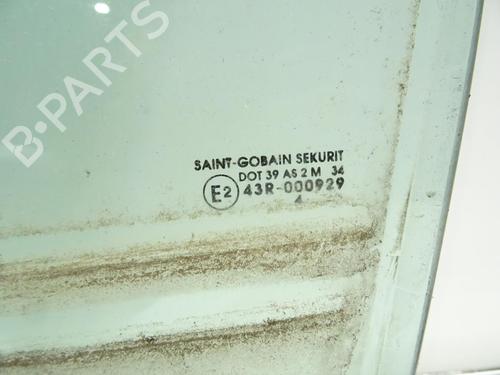 B-PARTS
SAINT-GOBAIN SEKURIT
DOT 39 AS 2 M 34
E2 43R-000929
4